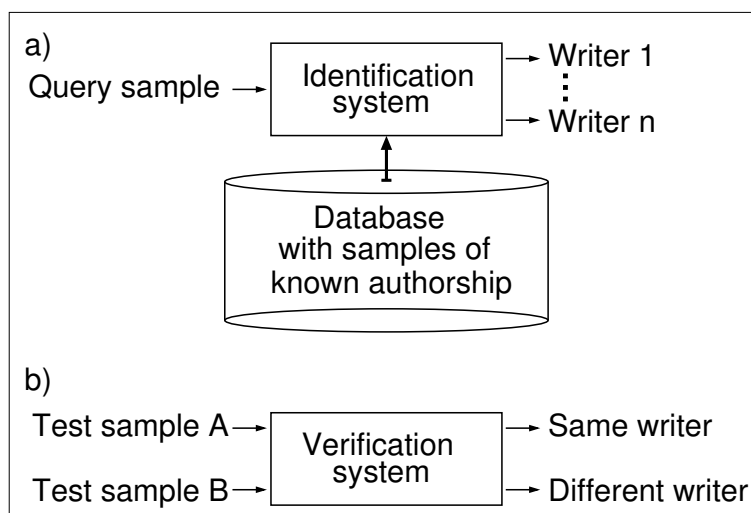 a)
Query sample
Identification
system
Writer 1
Writer n
Database
with samples of
known authorship
b)
Test sample A
Test sample B
Verification
system
Same writer
Different writer